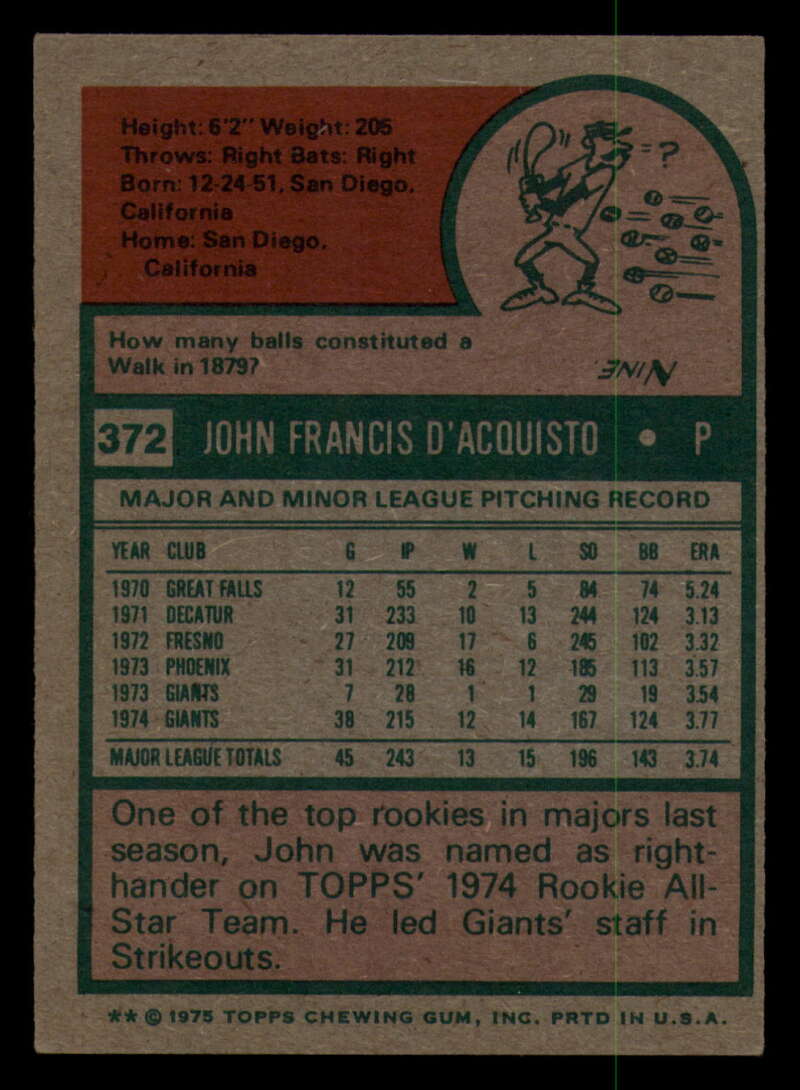 Height: 6'2" Weight: 205
Throws: Right Bats: Right
Born: 12-24-51, San Diego,
California
Home: San Diego,
California
= ?
How many balls constituted a
Walk in 1879?
NINE.
372 JOHN FRANCIS D'ACQUISTO • P
MAJOR AND MINOR LEAGUE PITCHING RECORD
YEAR CLUB G IP W L SO BB ERA
1970 GREAT FALLS 12 55 2 5 84 74 5.24
1971 DECATUR 31 233 10 13 244 124 3.13
1972 FRESNO 27 209 17 6 245 102 3.32
1973 PHOENIX 31 212 16 12 185 113 3.57
1973 GIANTS 7 28 1 1 29 19 3.54
1974 GIANTS 38 215 12 14 167 124 3.77
MAJOR LEAGUE TOTALS 45 243 13 15 196 143 3.74
One of the top rookies in majors last
season, John was named as right-
hander on TOPPS' 1974 Rookie All-
Star Team. He led Giants' staff in
Strikeouts.
** © 1975 TOPPS CHEWING GUM, INC. PRTD IN U.S.A.